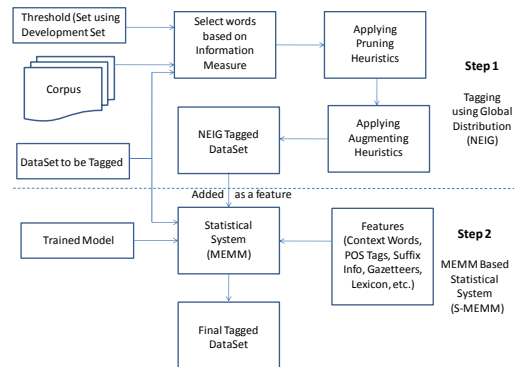 Threshold (Set using
Development Set
Corpus
DataSet to be Tagged
Select words
based on
Information
Measure
Applying
Pruning
Heuristics
Applying
Augmenting
Heuristics
NEIG Tagged
DataSet
Step 1
Tagging
using Global
Distribution
(NEIG)
Added as a feature
Trained Model
Statistical
System
(MEMM)
Features
(Context Words,
POS Tags, Suffix
Info, Gazetteers,
Lexicon, etc.)
Step 2
MEMM Based
Statistical
System
(S-MEMM)
Final Tagged
DataSet